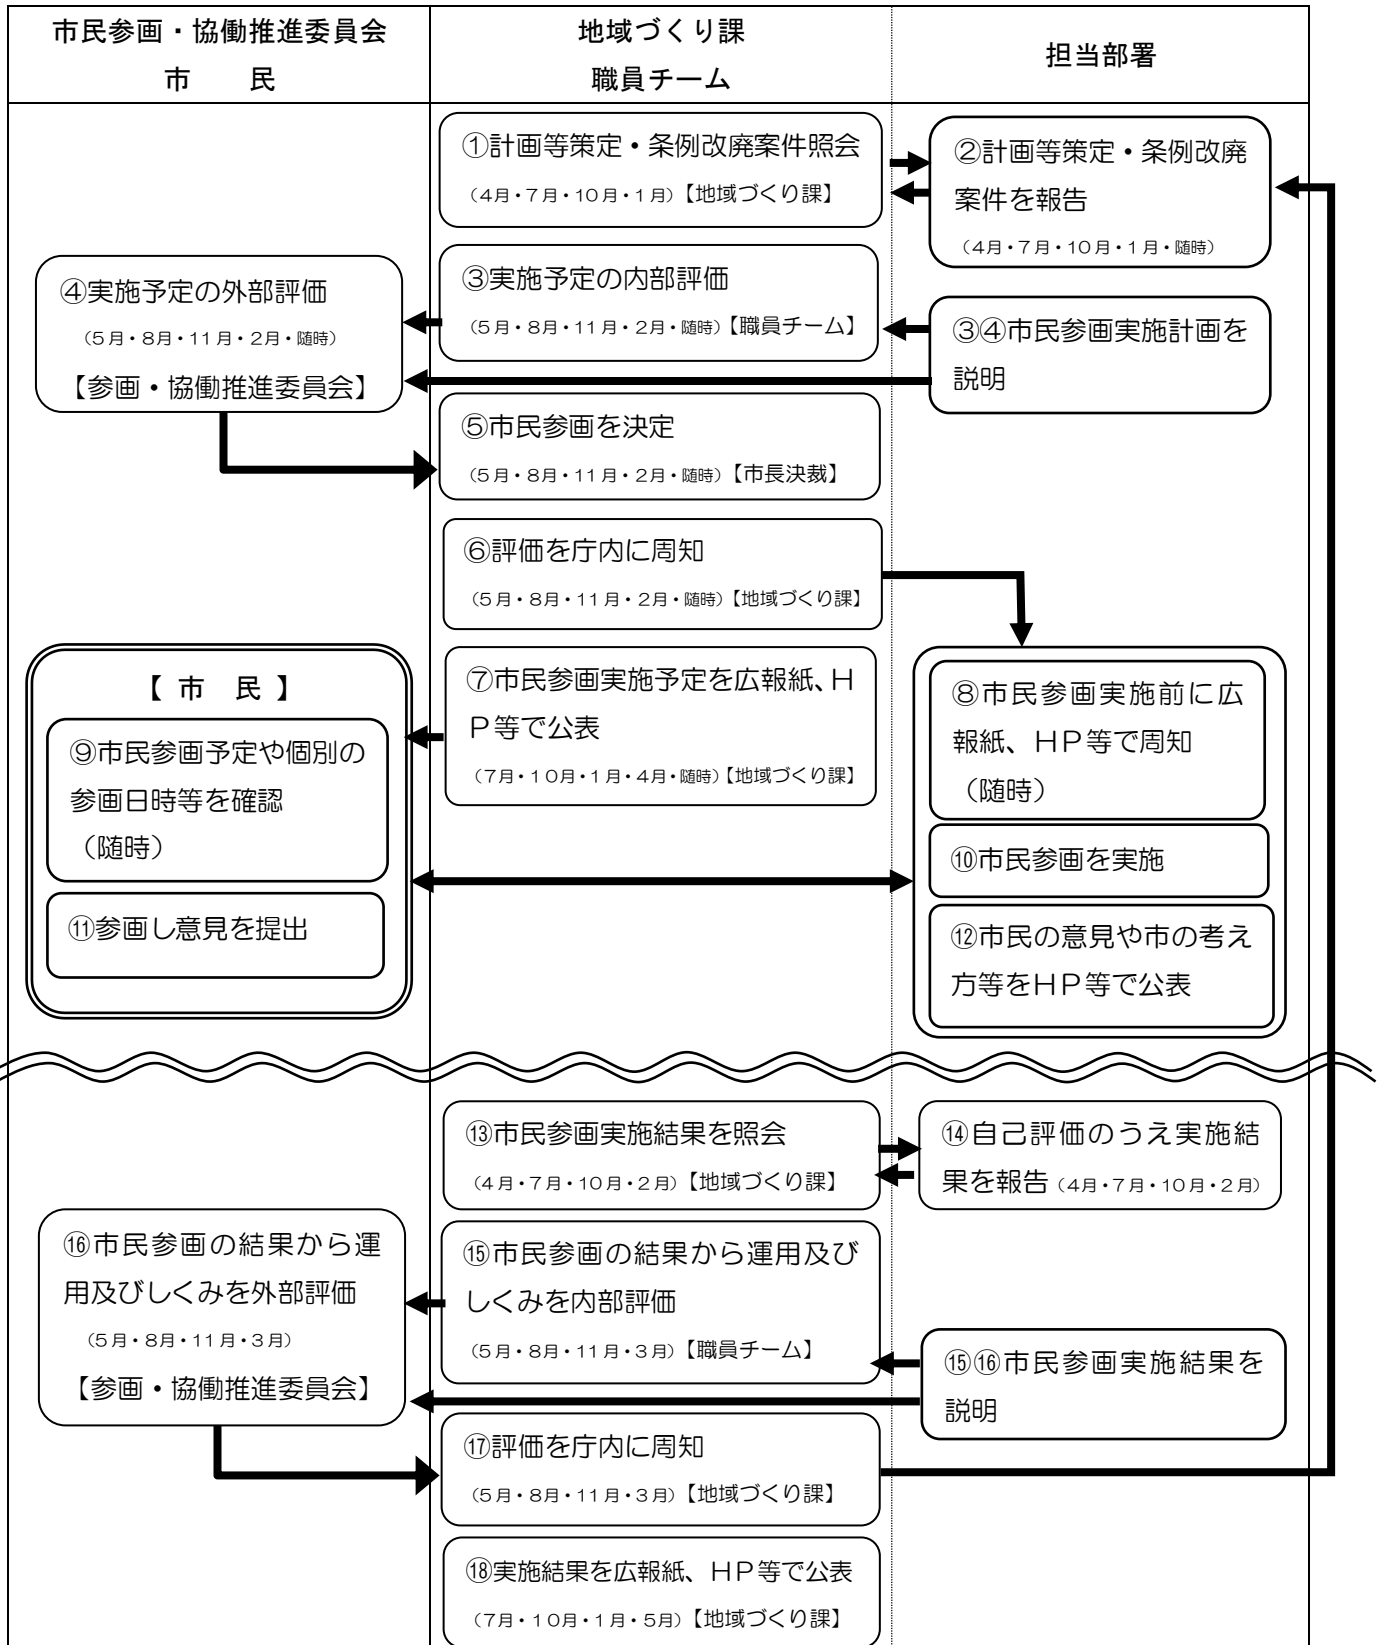 市民参画・協働推進委員会
市　　民
地域づくり課
職員チーム
担当部署
①計画等策定・条例改廃案件照会
（4月・7月・10月・1月）【地域づくり課】
②計画等策定・条例改廃
案件を報告
（4月・7月・10月・1月・随時）
③実施予定の内部評価
（5月・8月・11月・2月・随時）【職員チーム】
④実施予定の外部評価
（5月・8月・11月・2月・随時）
【参画・協働推進委員会】
③④市民参画実施計画を
説明
⑤市民参画を決定
（5月・8月・11月・2月・随時）【市長決裁】
⑥評価を庁内に周知
（5月・8月・11月・2月・随時）【地域づくり課】
⑦市民参画実施予定を広報紙、H
P等で公表
（7月・10月・1月・4月・随時）【地域づくり課】
⑧市民参画実施前に広
報紙、HP等で周知
（随時）
【 市　民 】
⑨市民参画予定や個別の
参画日時等を確認
（随時）
⑩市民参画を実施
⑪参画し意見を提出
⑫市民の意見や市の考え
方等をHP等で公表
⑬市民参画実施結果を照会
（4月・7月・10月・2月）【地域づくり課】
⑭自己評価のうえ実施結
果を報告（4月・7月・10月・2月）
⑮市民参画の結果から運用及び
しくみを内部評価
（5月・8月・11月・3月）【職員チーム】
⑯市民参画の結果から運
用及びしくみを外部評価
（5月・8月・11月・3月）
【参画・協働推進委員会】
⑮⑯市民参画実施結果を
説明
⑰評価を庁内に周知
（5月・8月・11月・3月）【地域づくり課】
⑱実施結果を広報紙、HP等で公表
（7月・10月・1月・5月）【地域づくり課】